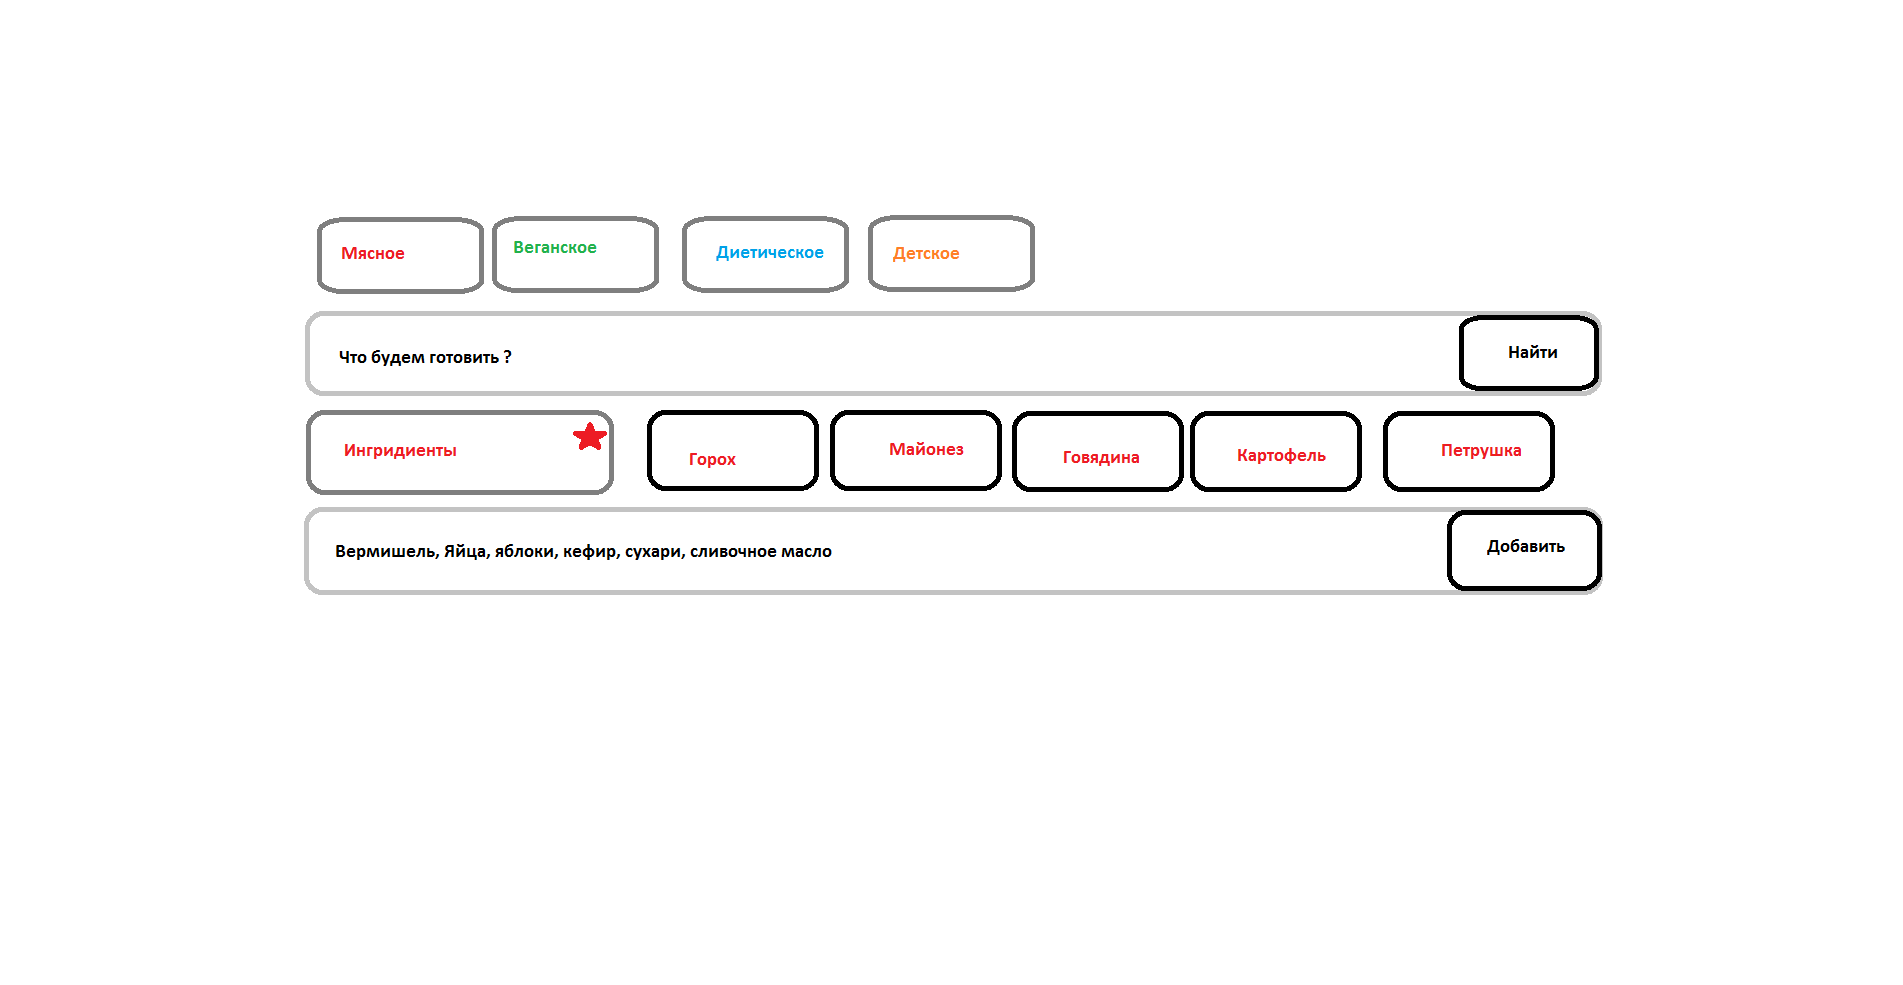 Мясное Веганское Диетическое Детское
Что будем готовить ? Найти
Ингридиенты Горох Майонез Говядина Картофель Петрушка
Вермишель, Яйца, яблоки, кефир, сухари, сливочное масло Добавить